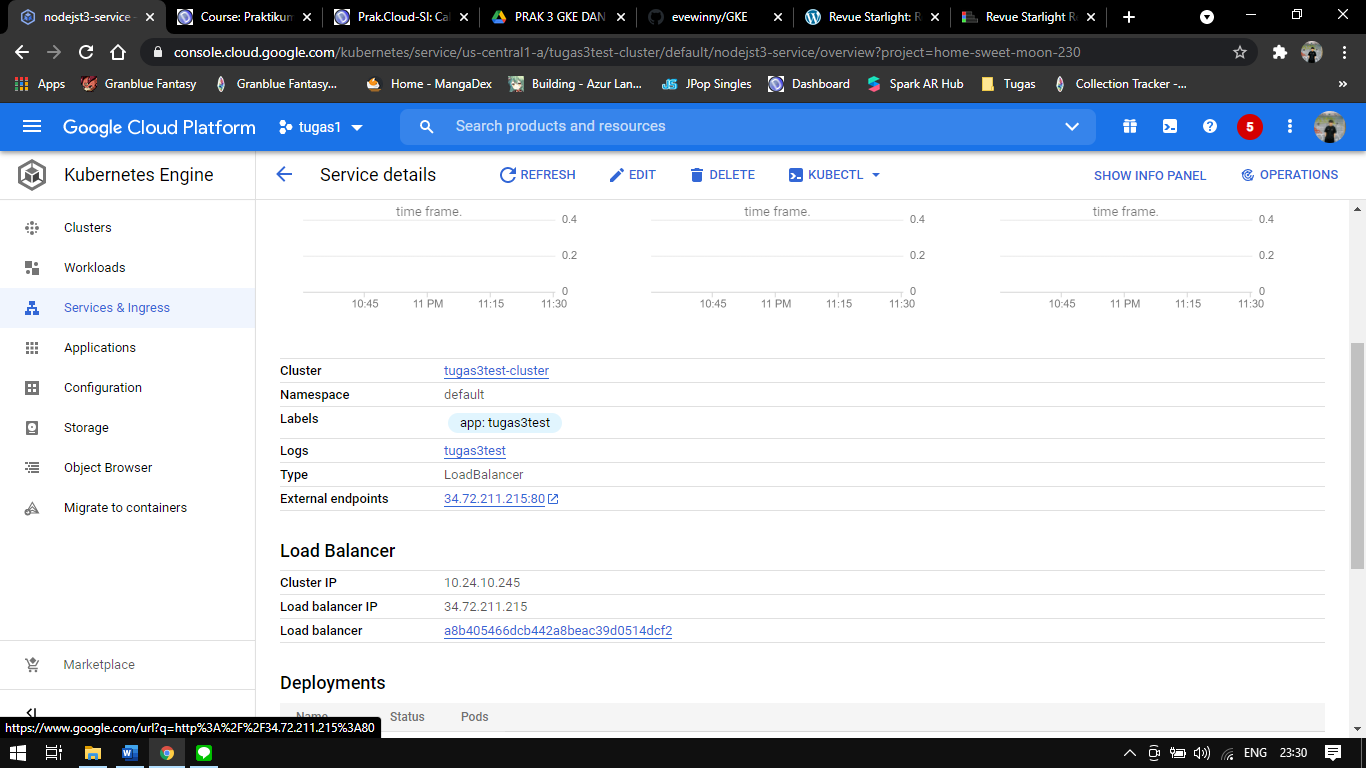 nodejst3-service -
Course: Praktikum
Prak.Cloud-SI: Cal
PRAK 3 GKE DAN
evewinny/GKE
Revue Starlight: R
Revue Starlight Re
console.cloud.google.com/kubernetes/service/us-central1-a/tugas3test-cluster/default/nodejst3-service/overview?project=home-sweet-moon-230
Apps
Granblue Fantasy
Granblue Fantasy...
Home - MangaDex
Building - Azur Lan...
JPop Singles
Dashboard
Spark AR Hub
Tugas
Collection Tracker -...
»
Google Cloud Platform
tugas1
Search products and resources
5
Kubernetes Engine
Service details
REFRESH
EDIT
DELETE
KUBECTL
SHOW INFO PANEL
OPERATIONS
Clusters
Workloads
Services & Ingress
Applications
Configuration
Storage
Object Browser
Migrate to containers
Marketplace
time frame.
0.4
0.2
0
10:45 11 PM 11:15 11:30
time frame.
0.4
0.2
0
10:45 11 PM 11:15 11:30
time frame.
0.4
0.2
0
10:45 11 PM 11:15 11:30
Cluster tugas3test-cluster
Namespace default
Labels app: tugas3test
Logs tugas3test
Type LoadBalancer
External endpoints 34.72.211.215:80
Load Balancer
Cluster IP 10.24.10.245
Load balancer IP 34.72.211.215
Load balancer a8b405466dcb442a8beac39d0514dcf2
Deployments
Name Status Pods
https://www.google.com/url?q=http%3A%2F%2F34.72.211.215%3A80
ENG 23:30